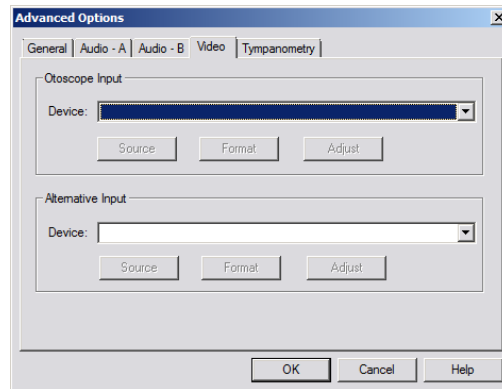 Advanced Options
General Audio - A Audio - B Video Tympanometry
Otoscope Input
Device:
Source Format Adjust
Alternative Input
Device:
Source Format Adjust
OK Cancel Help